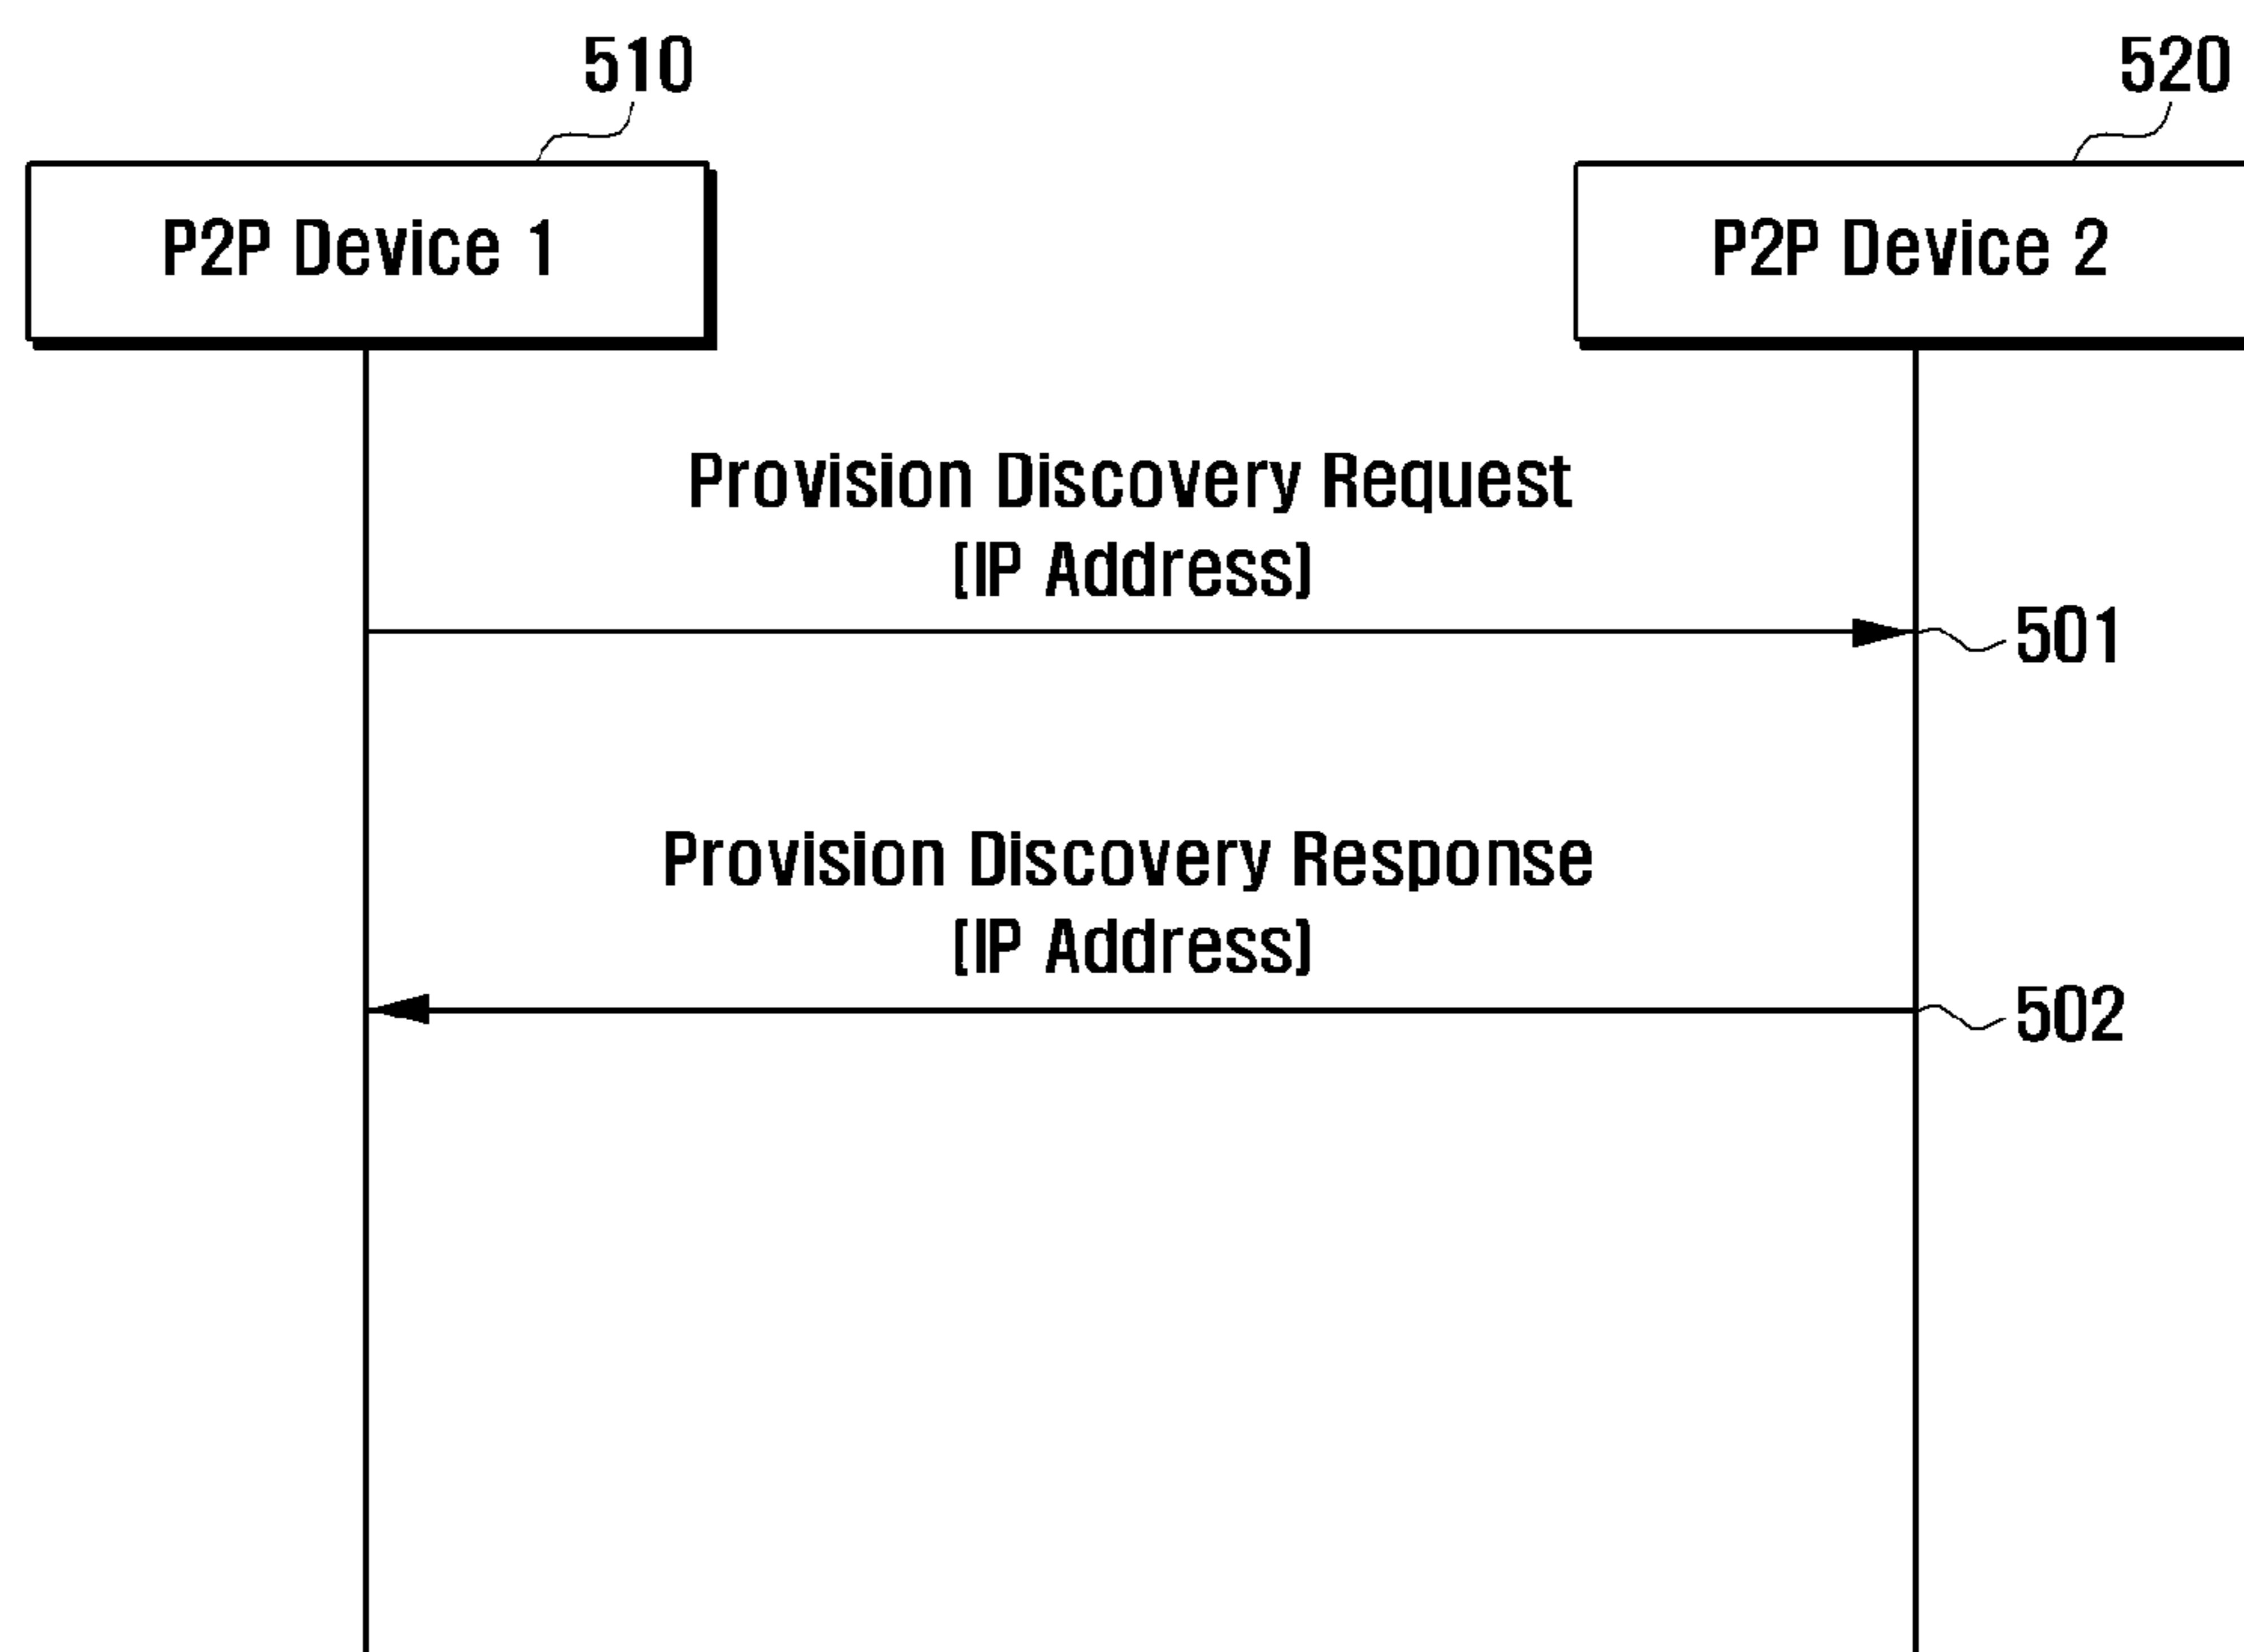 510
520
P2P Device 1
P2P Device 2
Provision Discovery Request
(IP Address)
501
Provision Discovery Response
(IP Address)
502